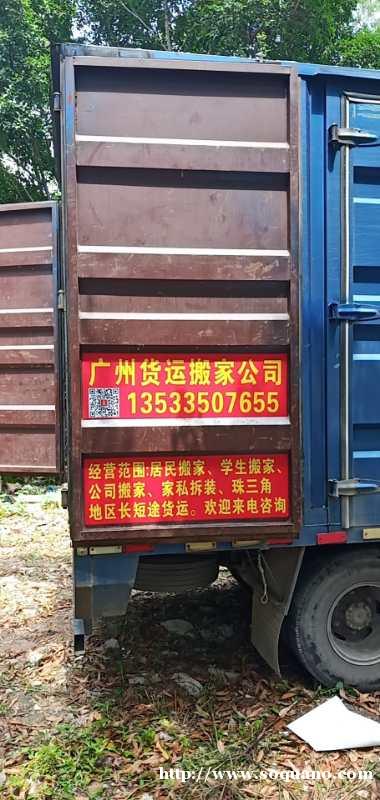 广州货运搬家公司
13533507655
经营范围:居民搬家、学生搬家、
公司搬家、家私拆装、珠三角
地区长短途货运。欢迎来电咨询
http://www.soquano.com